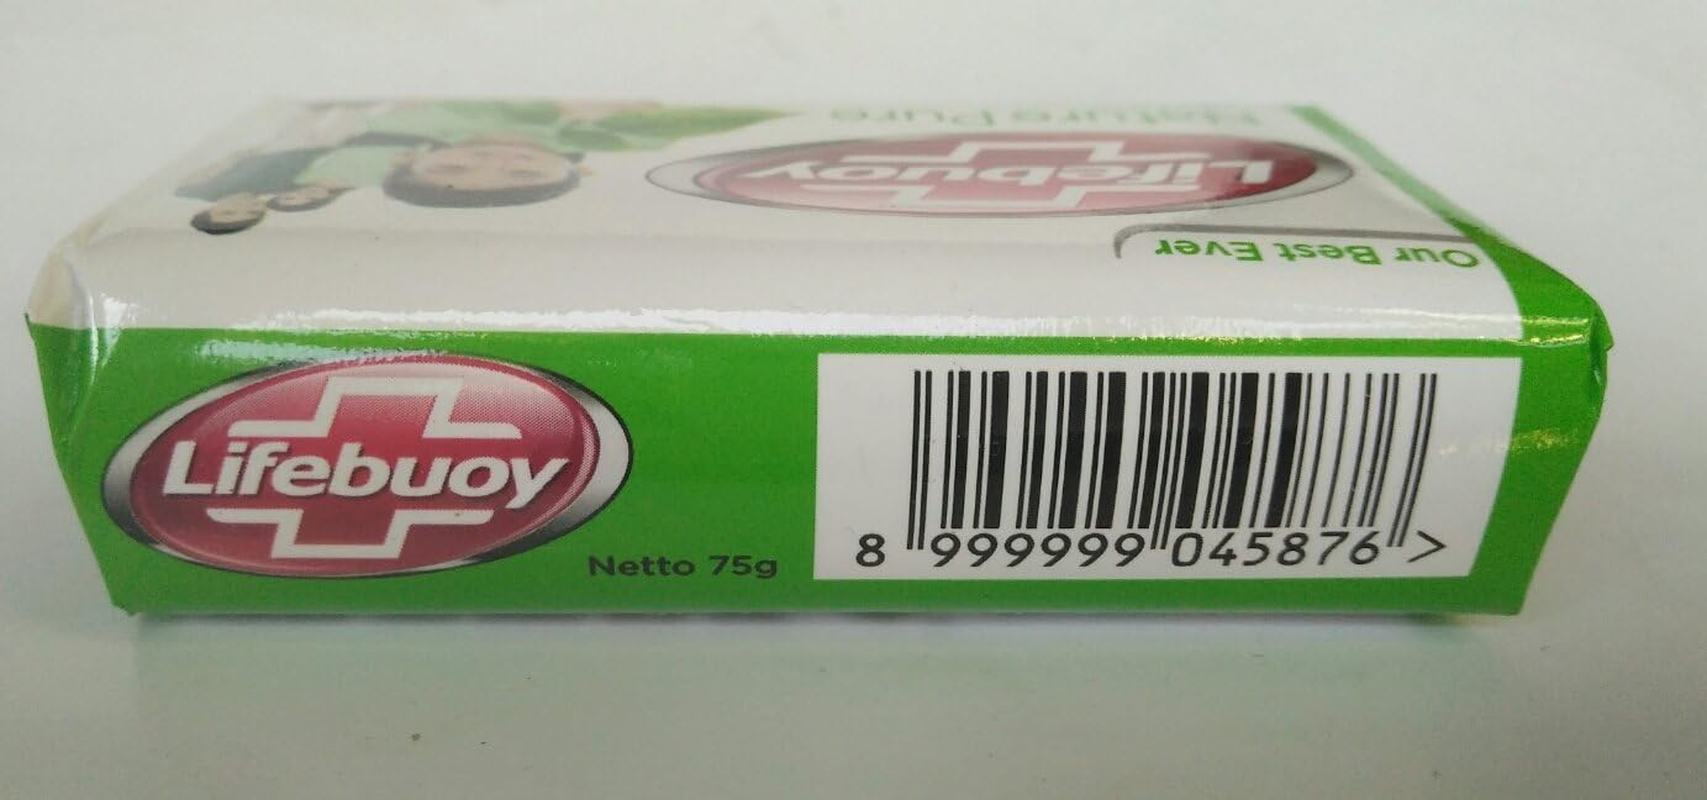 Nature Pure
Lifebuoy
Our Best Ever
Lifebuoy
Netto 75g
8 999999 045876 >